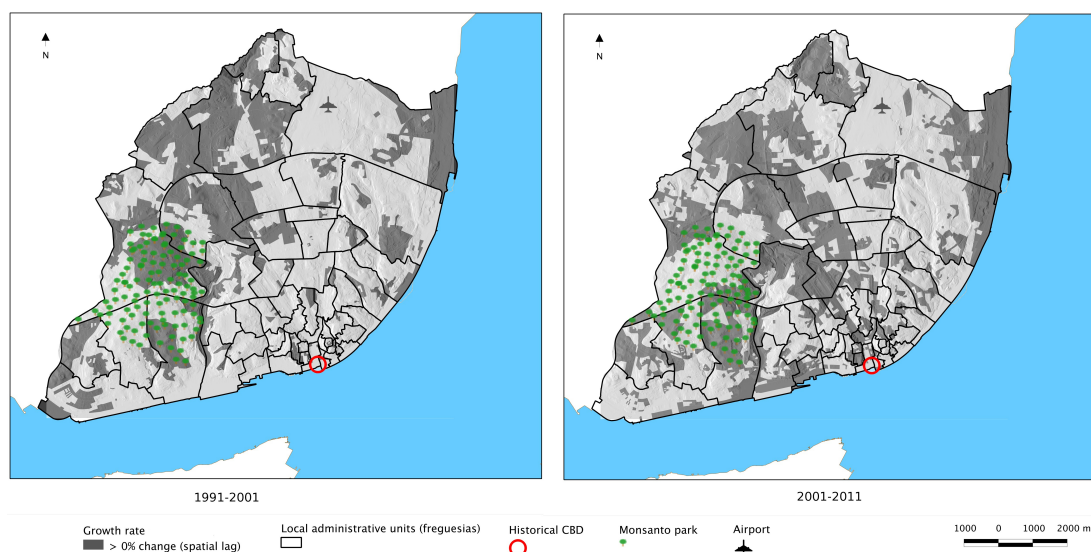 N
N
1991-2001
2001-2011
Growth rate
> 0% change (spatial lag)
Local administrative units (freguesias)
Historical CBD
Monsanto park
Airport
1000 0 1000 2000 m